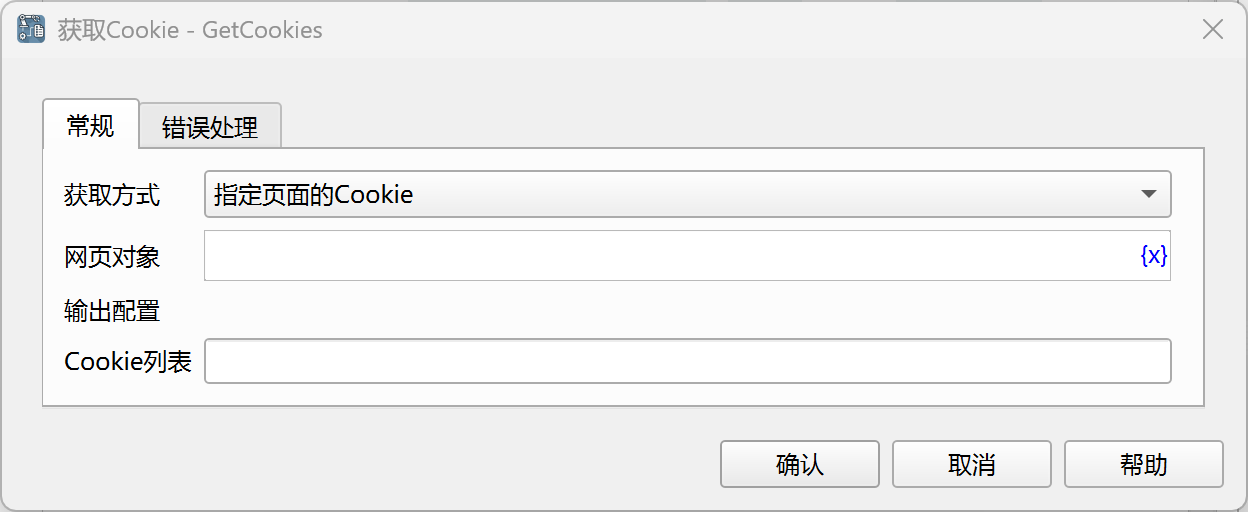 获取Cookie - GetCookies
常规
错误处理
获取方式
指定页面的Cookie
网页对象
{x}
输出配置
Cookie列表
确认
取消
帮助